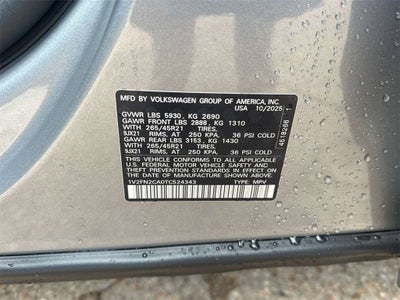 MFD BY VOLKSWAGEN GROUP OF AMERICA, INC.
USA 10/2025
GVWR LBS 5930, KG 2690
GAWR FRONT LBS 2888, KG 1310
WITH 265/45R21 TIRES,
9JX21 RIMS, AT 250 KPA, 36 PSI COLD
GAWR REAR LBS 3153, KG 1430
WITH 265/45R21 TIRES,
9JX21 RIMS, AT 250 KPA, 36 PSI COLD
THIS VEHICLE CONFORMS TO ALL APPLICABLE
U.S. FEDERAL MOTOR VEHICLE SAFETY AND
THEFT PREVENTION STANDARDS IN EFFECT ON THE
DATE OF MANUFACTURE SHOWN ABOVE.
1V2FN2CA0TC524343 TYPE: MPV
4518266